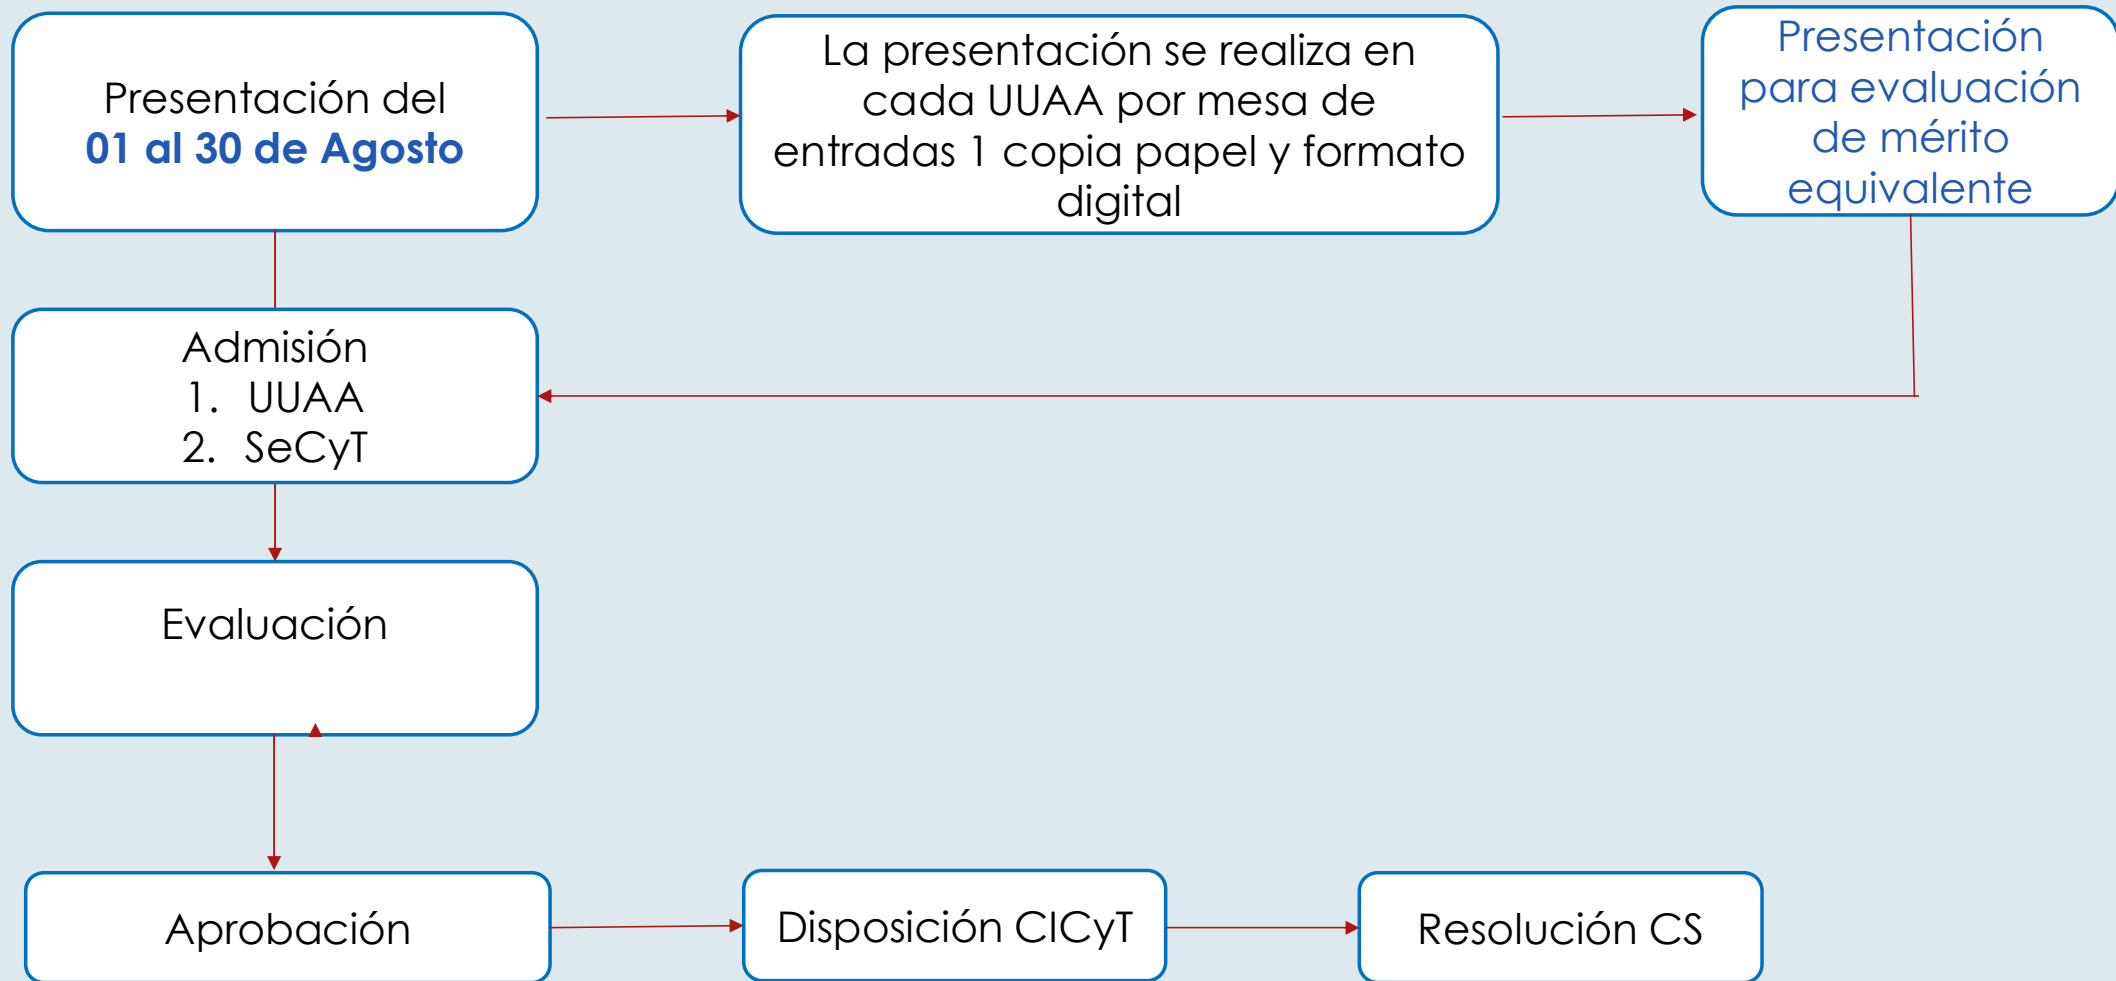 Presentación del
01 al 30 de Agosto
La presentación se realiza en
cada UUAA por mesa de
entradas 1 copia papel y formato
digital
Presentación
para evaluación
de mérito
equivalente
Admisión
1. UUAA
2. SeCyT
Evaluación
Aprobación
Disposición CICyT
Resolución CS